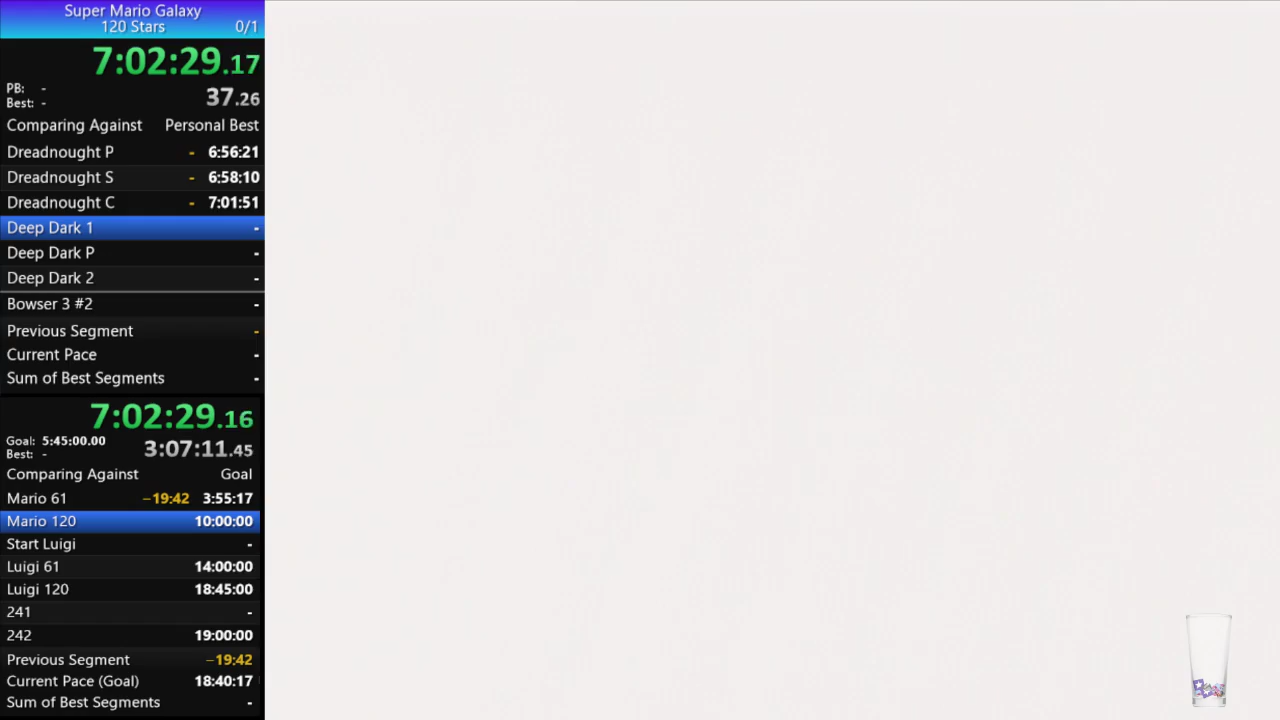 Super Mario Galaxy
120 Stars 0/1
7:02:29.17
PB: -
37.26
Best: -
Comparing Against Personal Best
Dreadnought P - 6:56:21
Dreadnought S - 6:58:10
Dreadnought C - 7:01:51
Deep Dark 1 -
Deep Dark P -
Deep Dark 2 -
Bowser 3 #2 -
Previous Segment -
Current Pace -
Sum of Best Segments -
7:02:29.16
Goal: 5:45:00.00
3:07:11.45
Best: -
Comparing Against Goal
Mario 61 −19:42 3:55:17
Mario 120 10:00:00
Start Luigi -
Luigi 61 14:00:00
Luigi 120 18:45:00
241 -
242 19:00:00
Previous Segment −19:42
Current Pace (Goal) 18:40:17
Sum of Best Segments -